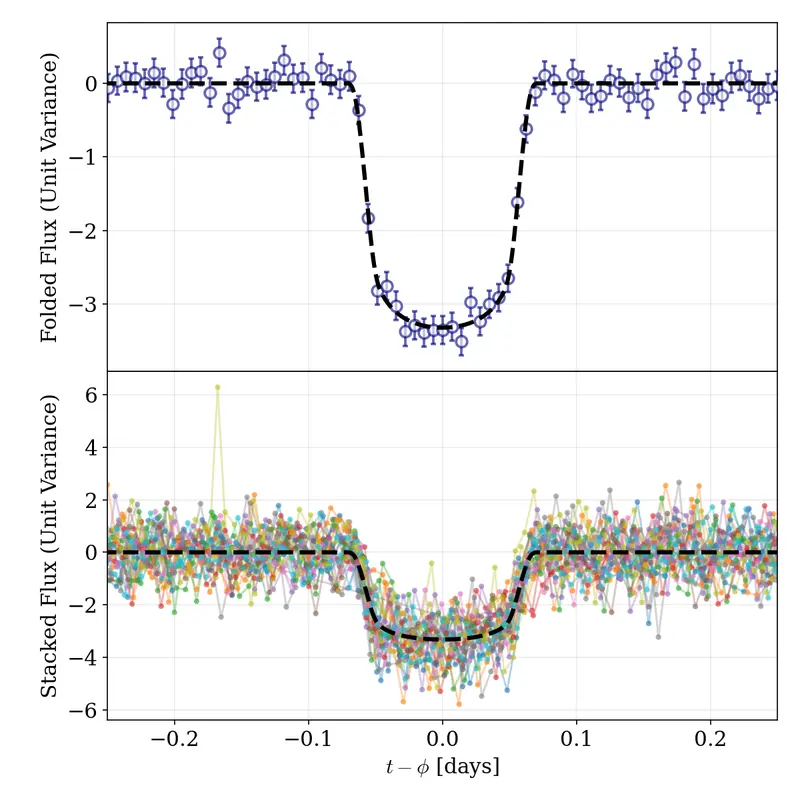 Folded Flux (Unit Variance)
0
−1
−2
−3
Stacked Flux (Unit Variance)
6
4
2
0
−2
−4
−6
−0.2 −0.1 0.0 0.1 0.2
t − ϕ [days]